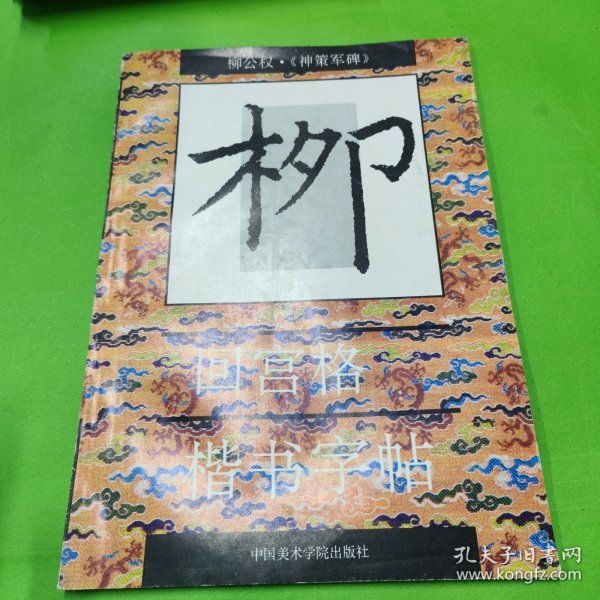 柳公权·《神策军碑》
柳
回宫格
楷书字帖
中国美术学院出版社
孔夫子旧书网
www.kongfz.com